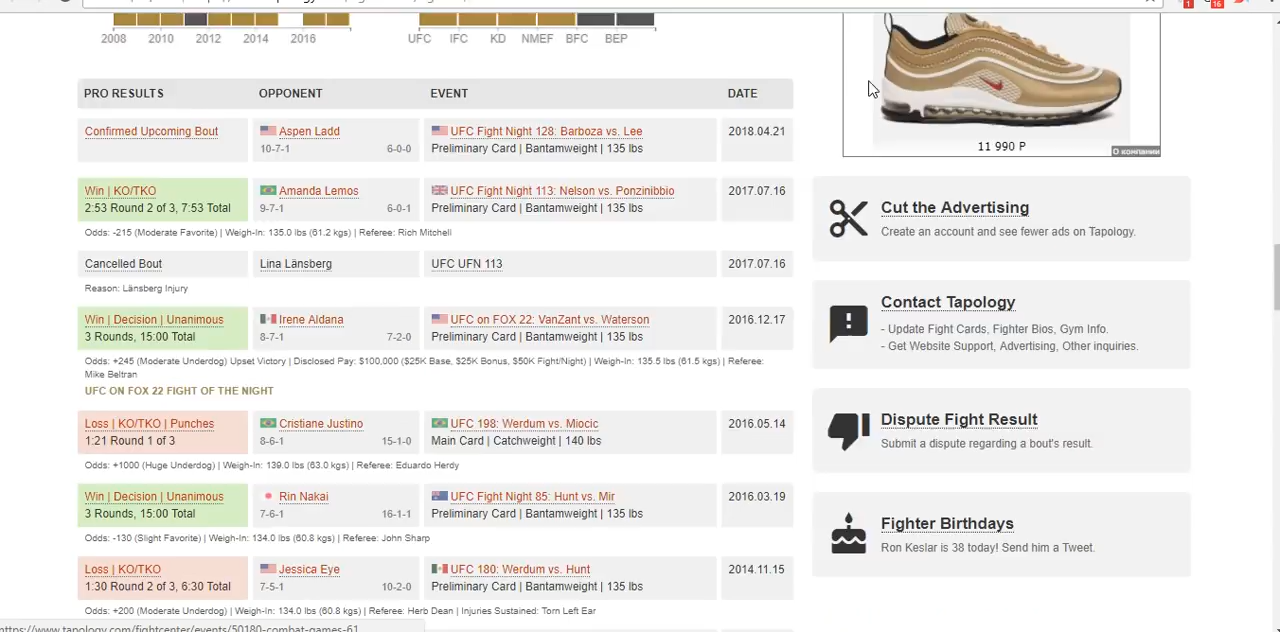 2008 2010 2012 2014 2016 UFC IFC KD NMEF BFC BEP
PRO RESULTS OPPONENT EVENT DATE
Confirmed Upcoming Bout Aspen Ladd UFC Fight Night 128: Barboza vs. Lee 2018.04.21
10-7-1 6-0-0 Preliminary Card | Bantamweight | 135 lbs
Win | KO/TKO Amanda Lemos UFC Fight Night 113: Nelson vs. Ponzinibbio 2017.07.16
2:53 Round 2 of 3, 7:53 Total 9-7-1 6-0-1 Preliminary Card | Bantamweight | 135 lbs
Odds: -215 (Moderate Favorite) | Weigh-In: 135.0 lbs (61.2 kgs) | Referee: Rich Mitchell
Cancelled Bout Lina Länsberg UFC UFN 113 2017.07.16
Reason: Länsberg Injury
Win | Decision | Unanimous Irene Aldana UFC on FOX 22: VanZant vs. Waterson 2016.12.17
3 Rounds, 15:00 Total 8-7-1 7-2-0 Preliminary Card | Bantamweight | 135 lbs
Odds: +245 (Moderate Underdog) Upset Victory | Disclosed Pay: $100,000 ($25K Base, $25K Bonus, $50K Fight/Night) | Weigh-In: 135.5 lbs (61.5 kgs) | Referee:
Mike Beltran
UFC ON FOX 22 FIGHT OF THE NIGHT
Loss | KO/TKO | Punches Cristiane Justino UFC 198: Werdum vs. Miocic 2016.05.14
1:21 Round 1 of 3 8-6-1 15-1-0 Main Card | Catchweight | 140 lbs
Odds: +1000 (Huge Underdog) | Weigh-In: 139.0 lbs (63.0 kgs) | Referee: Eduardo Herdy
Win | Decision | Unanimous Rin Nakai UFC Fight Night 85: Hunt vs. Mir 2016.03.19
3 Rounds, 15:00 Total 7-6-1 16-1-1 Preliminary Card | Bantamweight | 135 lbs
Odds: -130 (Slight Favorite) | Weigh-In: 134.0 lbs (60.8 kgs) | Referee: John Sharp
Loss | KO/TKO Jessica Eye UFC 180: Werdum vs. Hunt 2014.11.15
1:30 Round 2 of 3, 6:30 Total 7-5-1 10-2-0 Preliminary Card | Bantamweight | 135 lbs
Odds: +200 (Moderate Underdog) | Weigh-In: 134.0 lbs (60.8 kgs) | Referee: Herb Dean | Injuries Sustained: Torn Left Ear
https://www.tapology.com/fightcenter/events/50180-combat-games-61
1 16
11 990 Р
О компании
Cut the Advertising
Create an account and see fewer ads on Tapology.
Contact Tapology
- Update Fight Cards, Fighter Bios, Gym Info.
- Get Website Support, Advertising, Other inquiries.
Dispute Fight Result
Submit a dispute regarding a bout's result.
Fighter Birthdays
Ron Keslar is 38 today! Send him a Tweet.